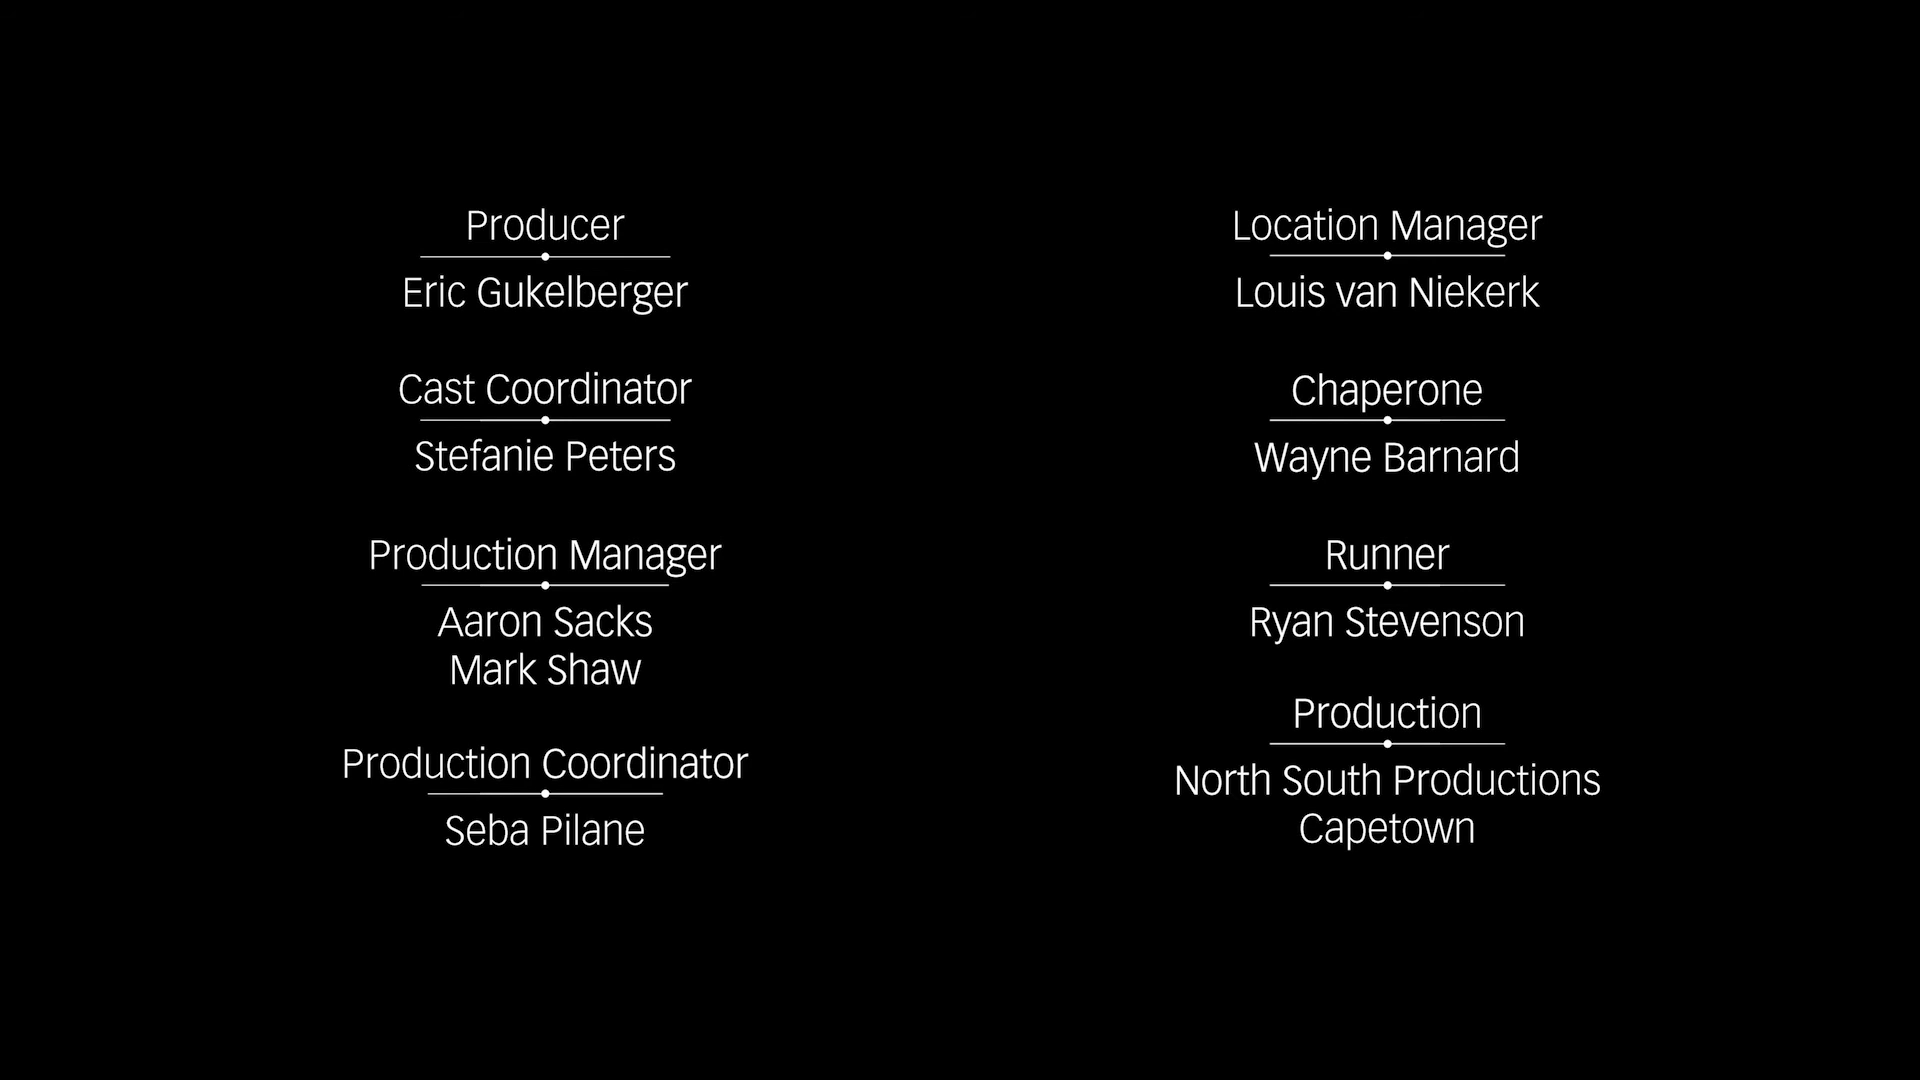 Producer
Eric Gukelberger
Cast Coordinator
Stefanie Peters
Production Manager
Aaron Sacks
Mark Shaw
Production Coordinator
Seba Pilane
Location Manager
Louis van Niekerk
Chaperone
Wayne Barnard
Runner
Ryan Stevenson
Production
North South Productions
Capetown